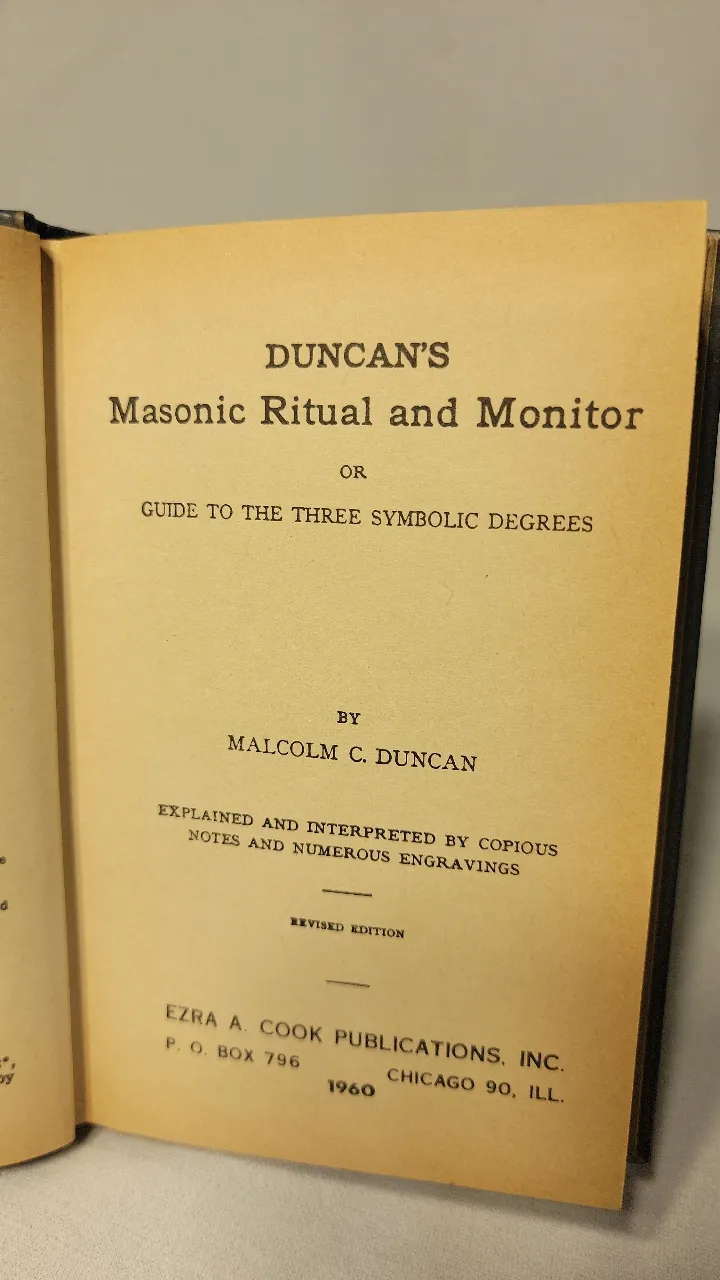 DUNCAN'S
Masonic Ritual and Monitor
OR
GUIDE TO THE THREE SYMBOLIC DEGREES
BY
MALCOLM C. DUNCAN
EXPLAINED AND INTERPRETED BY COPIOUS
NOTES AND NUMEROUS ENGRAVINGS
REVISED EDITION
EZRA A. COOK PUBLICATIONS, INC.
P. O. BOX 796 CHICAGO 90, ILL.
1960